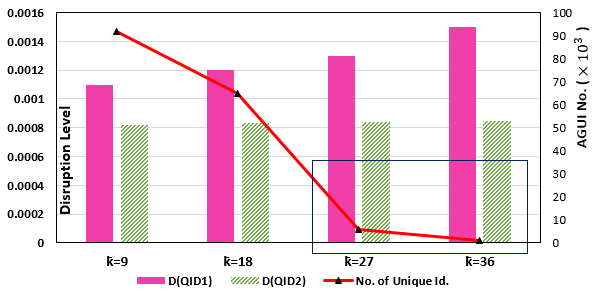 0.0016
0.0014
0.0012
0.001
0.0008
0.0006
0.0004
0.0002
0
Disruption Level
100
90
80
70
60
50
40
30
20
10
0
AGUI No. ( × 10³ )
k=9
k=18
k=27
k=36
D(QID1)
D(QID2)
No. of Unique Id.